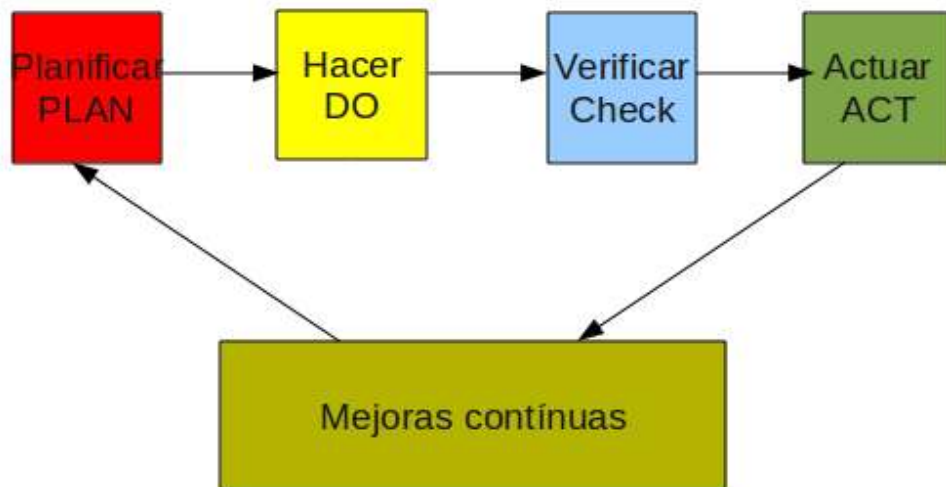 Planificar
PLAN
Hacer
DO
Verificar
Check
Actuar
ACT
Mejoras contínuas